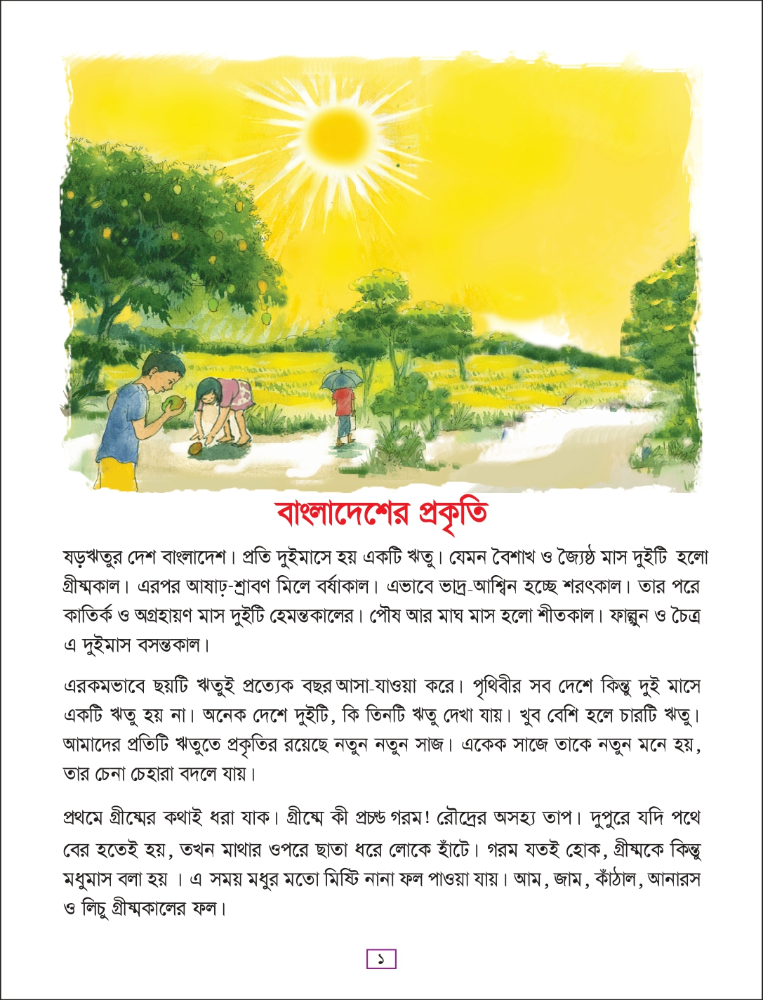 বাংলাদেশের প্রকৃতি
ষড়ঋতুর দেশ বাংলাদেশ। প্রতি দুইমাসে হয় একটি ঋতু। যেমন বৈশাখ ও জ্যৈষ্ঠ মাস দুইটি হলো
গ্রীষ্মকাল। এরপর আষাঢ়-শ্রাবণ মিলে বর্ষাকাল। এভাবে ভাদ্র-আশ্বিন হচ্ছে শরৎকাল। তার পরে
কাতির্ক ও অগ্রহায়ণ মাস দুইটি হেমন্তকালের। পৌষ আর মাঘ মাস হলো শীতকাল। ফাল্গুন ও চৈত্র
এ দুইমাস বসন্তকাল।
এরকমভাবে ছয়টি ঋতুই প্রত্যেক বছর আসা-যাওয়া করে। পৃথিবীর সব দেশে কিন্তু দুই মাসে
একটি ঋতু হয় না। অনেক দেশে দুইটি, কি তিনটি ঋতু দেখা যায়। খুব বেশি হলে চারটি ঋতু।
আমাদের প্রতিটি ঋতুতে প্রকৃতির রয়েছে নতুন নতুন সাজ। একেক সাজে তাকে নতুন মনে হয়,
তার চেনা চেহারা বদলে যায়।
প্রথমে গ্রীষ্মের কথাই ধরা যাক। গ্রীষ্মে কী প্রচন্ড গরম! রৌদ্রের অসহ্য তাপ। দুপুরে যদি পথে
বের হতেই হয়, তখন মাথার ওপরে ছাতা ধরে লোকে হাঁটে। গরম যতই হোক, গ্রীষ্মকে কিন্তু
মধুমাস বলা হয় । এ সময় মধুর মতো মিষ্টি নানা ফল পাওয়া যায়। আম, জাম, কাঁঠাল, আনারস
ও লিচু গ্রীষ্মকালের ফল।
১